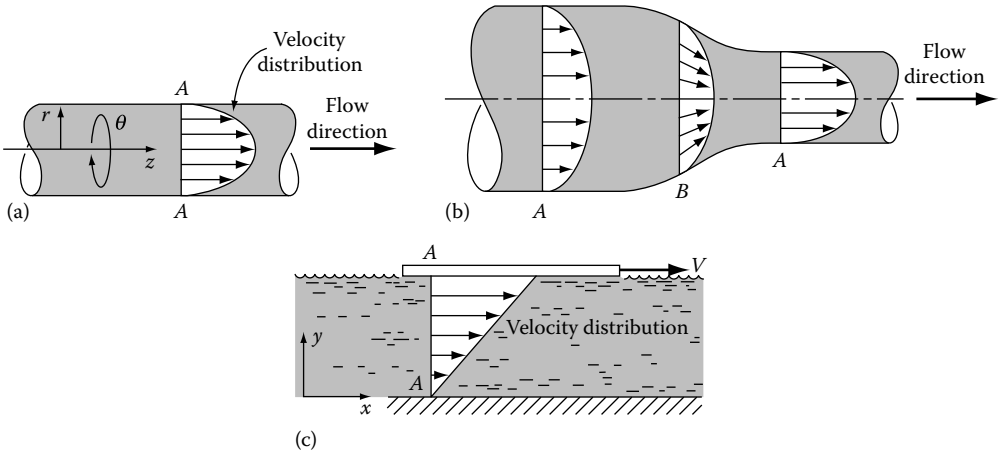 Velocity
distribution
A
r
θ
z
Flow
direction
A
(a)
Flow
direction
A
B
A
(b)
A
V
Velocity distribution
y
A
x
(c)